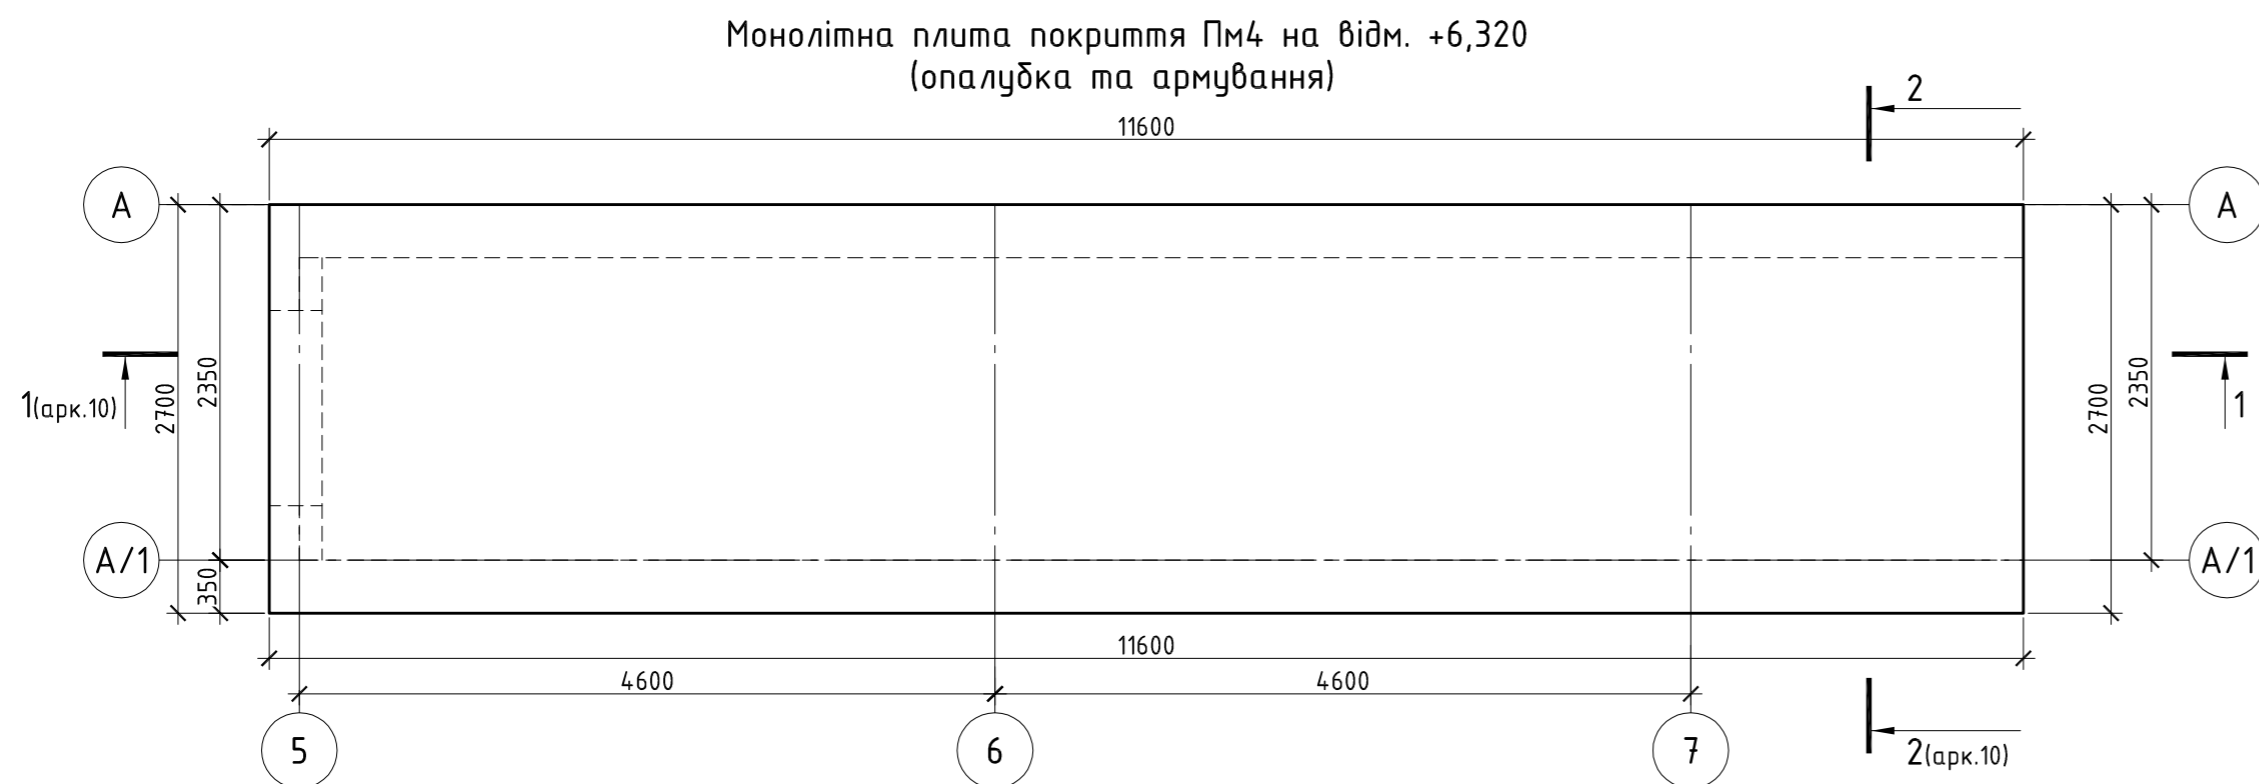 Монолітна плита покриття Пм4 на відм. +6,320
(опалубка та армування)
2
11600
А
А
2350
2700
2350
2700
1(арк.10)
1
А/1
А/1
350
11600
4600
4600
5
6
7
2(арк.10)